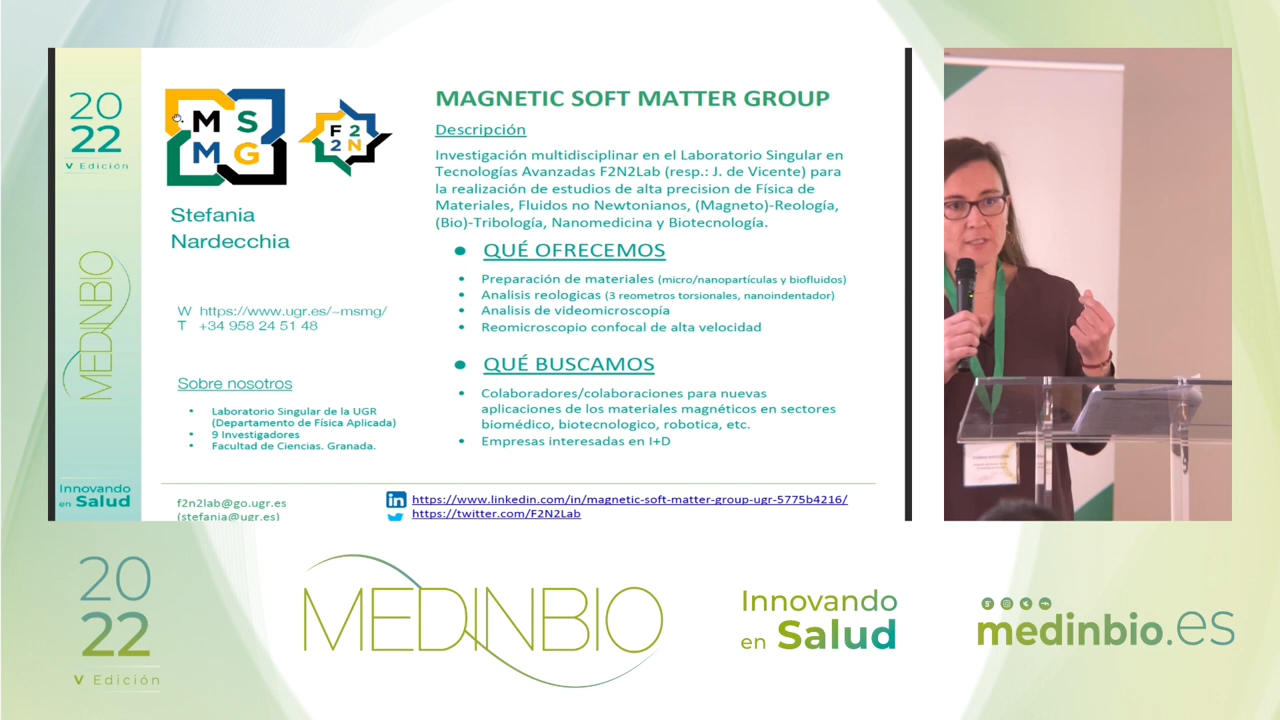 20
22
V Edición
MEDINBIO
Innovando
en Salud
M S
M G
F 2
2 N
Stefania
Nardecchia
W https://www.ugr.es/~msmg/
T +34 958 24 51 48
Sobre nosotros
• Laboratorio Singular de la UGR
(Departamento de Física Aplicada)
• 9 Investigadores
• Facultad de Ciencias. Granada.
f2n2lab@go.ugr.es
(stefania@ugr.es)
MAGNETIC SOFT MATTER GROUP
Descripción
Investigación multidisciplinar en el Laboratorio Singular en
Tecnologías Avanzadas F2N2Lab (resp.: J. de Vicente) para
la realización de estudios de alta precision de Física de
Materiales, Fluidos no Newtonianos, (Magneto)-Reología,
(Bio)-Tribología, Nanomedicina y Biotecnología.
• QUÉ OFRECEMOS
• Preparación de materiales (micro/nanopartículas y biofluidos)
• Analisis reologicas (3 reometros torsionales, nanoindentador)
• Analisis de videomicroscopía
• Reomicroscopio confocal de alta velocidad
• QUÉ BUSCAMOS
• Colaboradores/colaboraciones para nuevas
aplicaciones de los materiales magnéticos en sectores
biomédico, biotecnologico, robotica, etc.
• Empresas interesadas en I+D
in https://www.linkedin.com/in/magnetic-soft-matter-group-ugr-5775b4216/
https://twitter.com/F2N2Lab
20
22
V Edición
MEDINBIO
Innovando
en Salud
medinbio.es